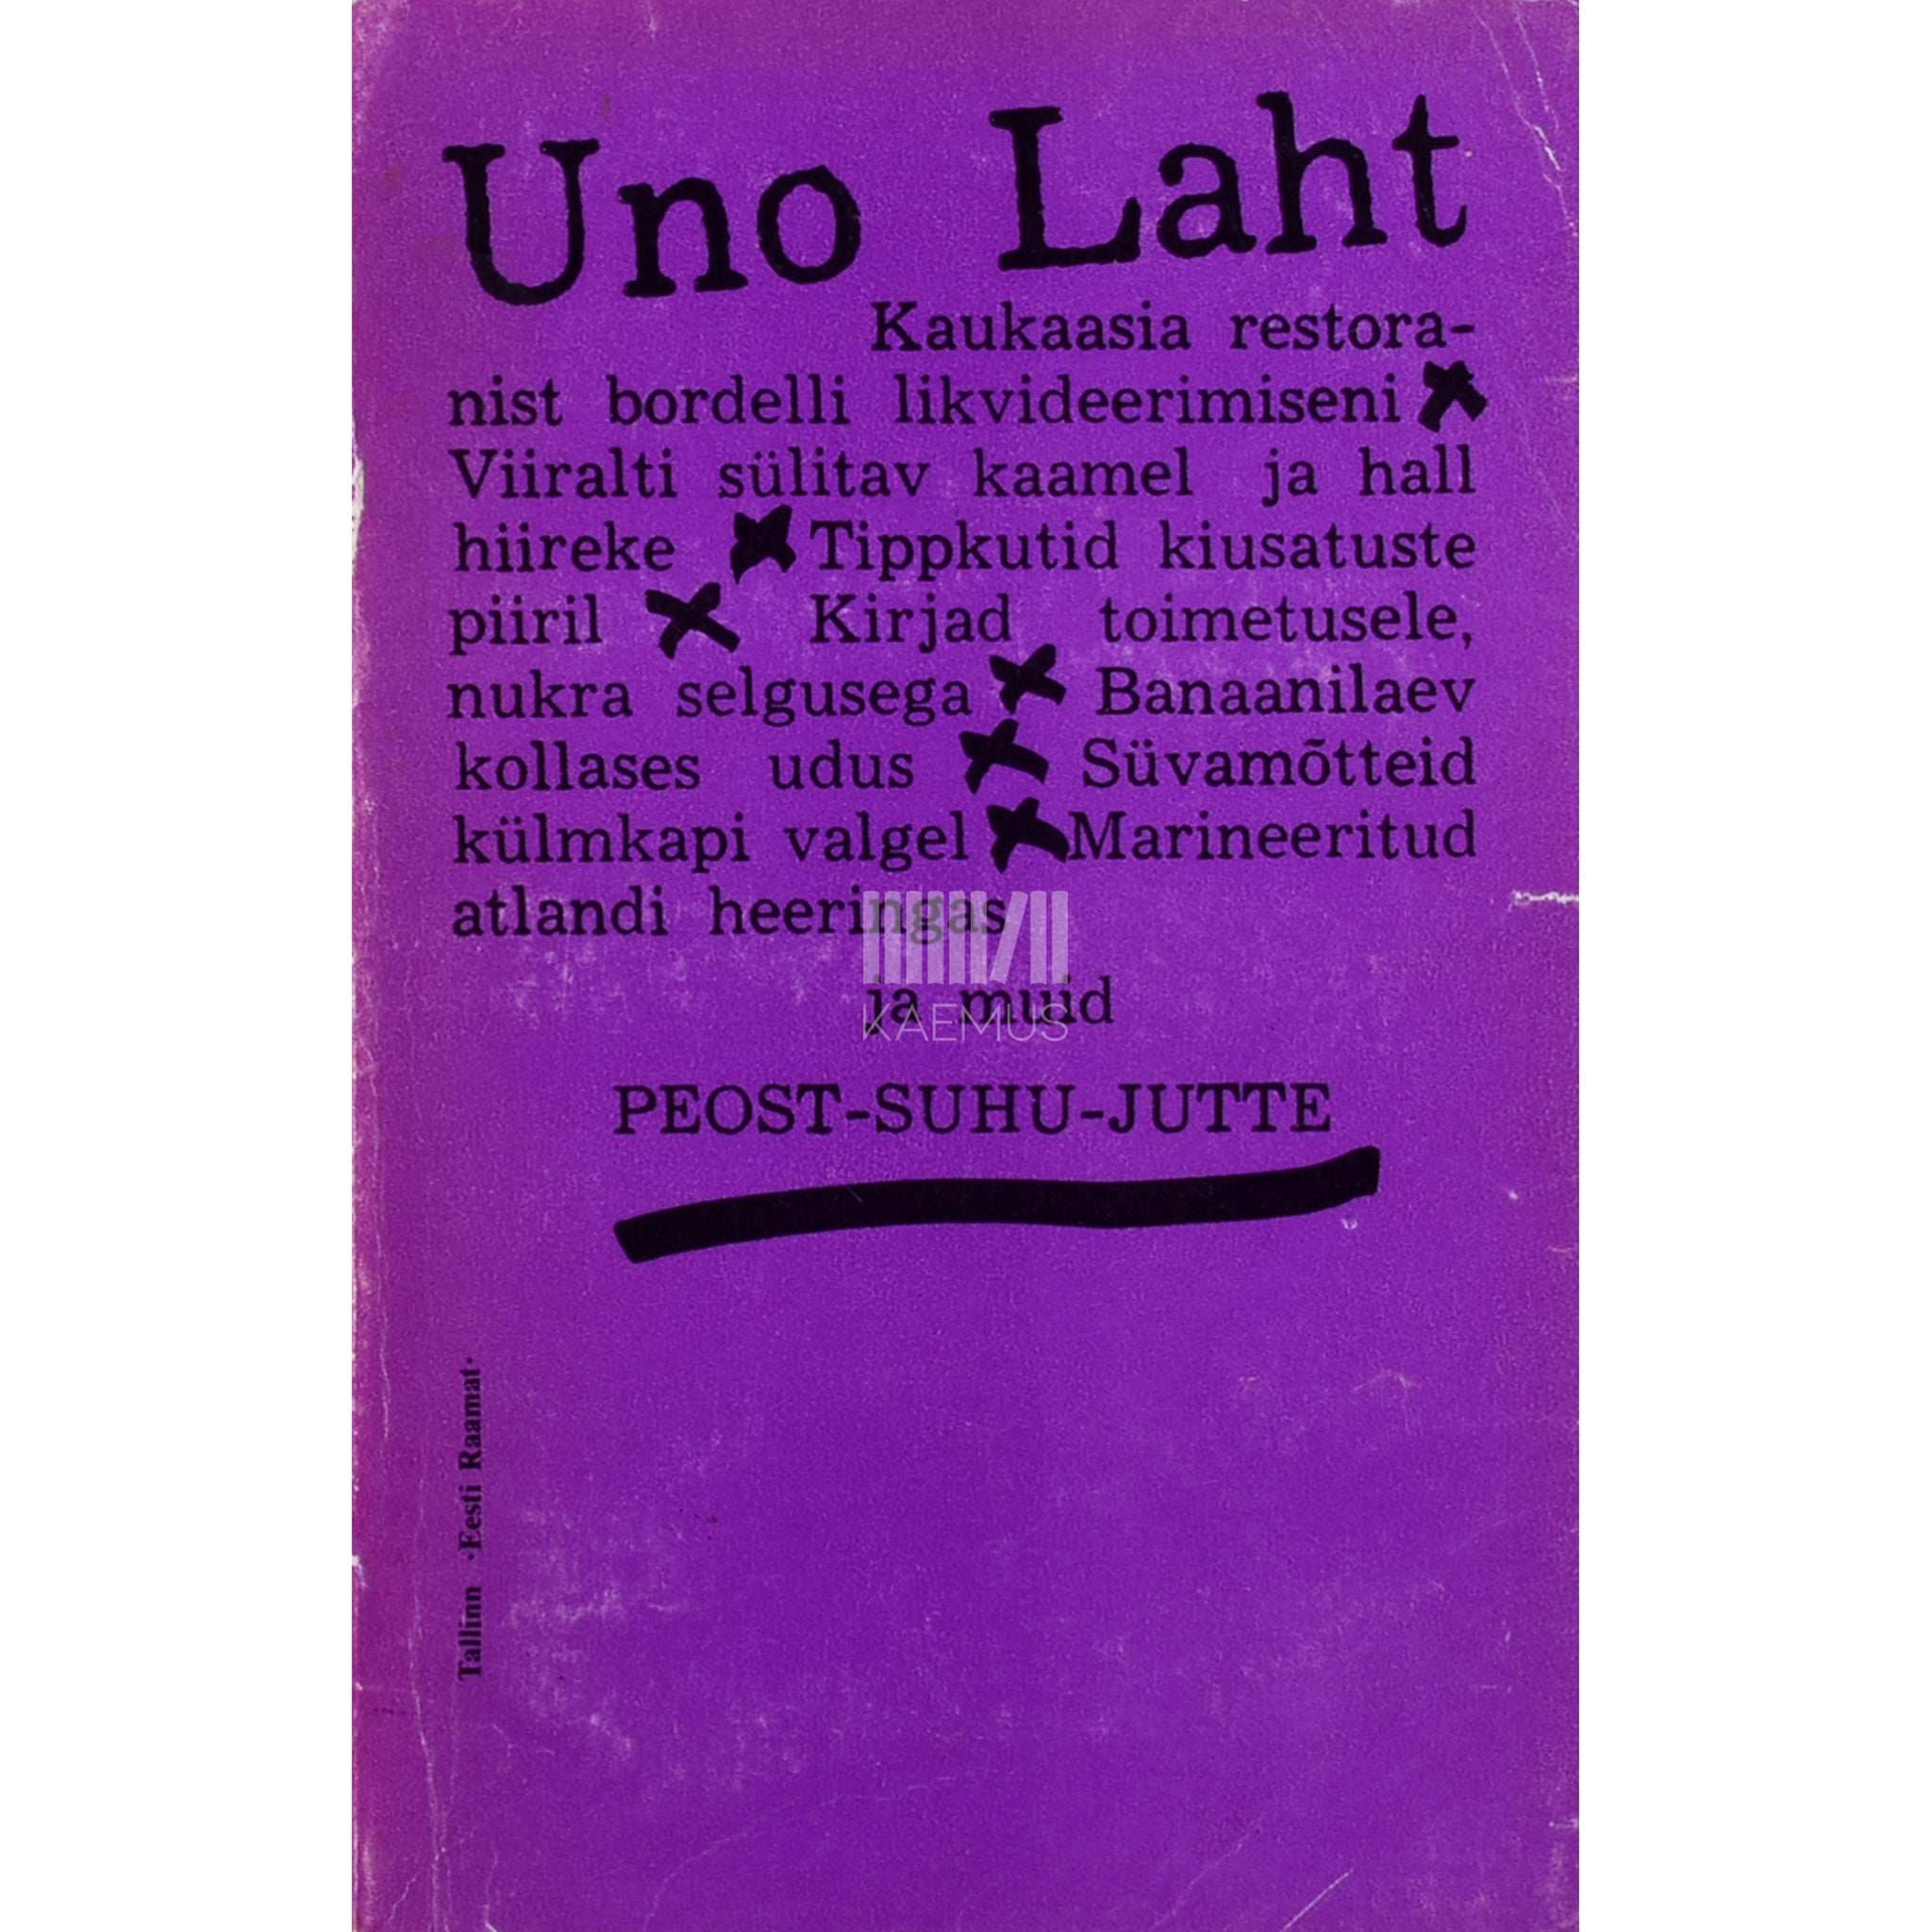 Uno Laht
Kaukaasia restora-
nist bordelli likvideerimiseni
Viiralti sülitav kaamel ja hall
hiireke Tippkutid kiusatuste
piiril Kirjad toimetusele,
nukra selgusega Banaanilaev
kollases udus Süvamõtteid
külmkapi valgel Marineeritud
atlandi heeringas
ja muid
KAEMUS
PEOST-SUHU-JUTTE
Tallinn ·Eesti Raamat·